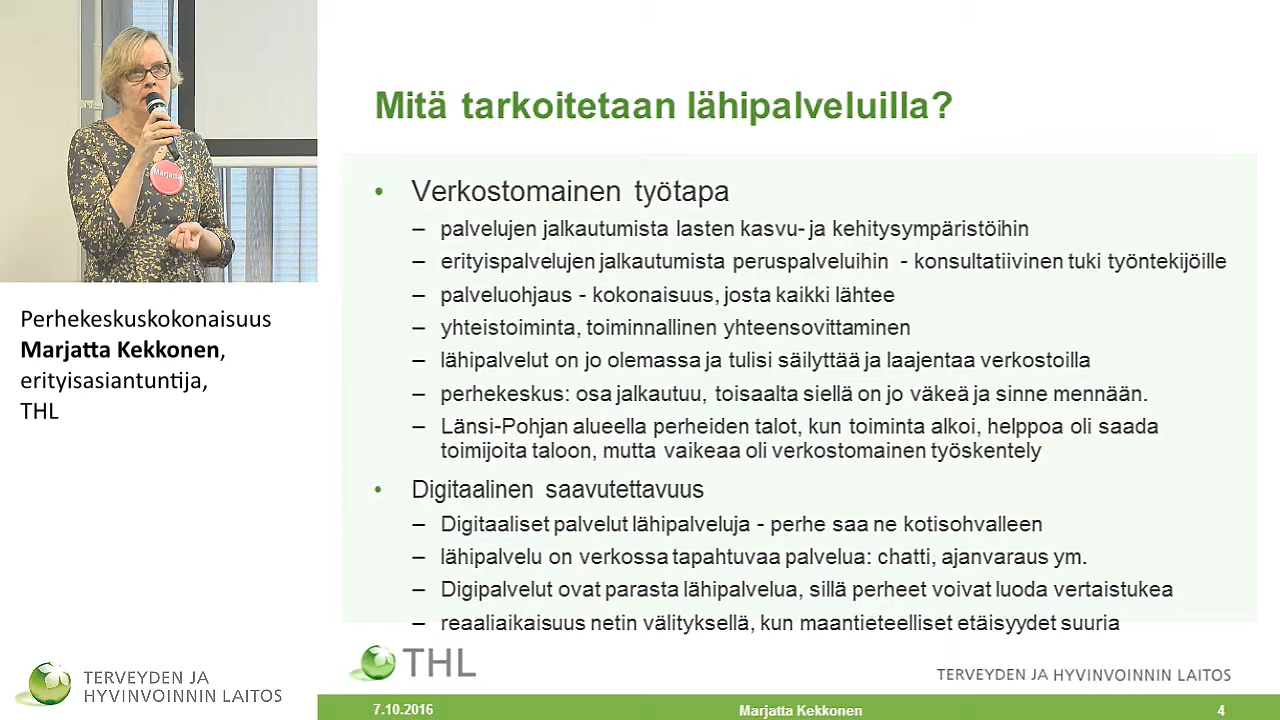 Marjatta
Perhekeskuskokonaisuus
Marjatta Kekkonen,
erityisasiantuntija,
THL
TERVEYDEN JA
HYVINVOINNIN LAITOS
Mitä tarkoitetaan lähipalveluilla?
• Verkostomainen työtapa
– palvelujen jalkautumista lasten kasvu- ja kehitysympäristöihin
– erityispalvelujen jalkautumista peruspalveluihin - konsultatiivinen tuki työntekijöille
– palveluohjaus - kokonaisuus, josta kaikki lähtee
– yhteistoiminta, toiminnallinen yhteensovittaminen
– lähipalvelut on jo olemassa ja tulisi säilyttää ja laajentaa verkostoilla
– perhekeskus: osa jalkautuu, toisaalta siellä on jo väkeä ja sinne mennään.
– Länsi-Pohjan alueella perheiden talot, kun toiminta alkoi, helppoa oli saada
toimijoita taloon, mutta vaikeaa oli verkostomainen työskentely
• Digitaalinen saavutettavuus
– Digitaaliset palvelut lähipalveluja - perhe saa ne kotisohvalleen
– lähipalvelu on verkossa tapahtuvaa palvelua: chatti, ajanvaraus ym.
– Digipalvelut ovat parasta lähipalvelua, sillä perheet voivat luoda vertaistukea
– reaaliaikaisuus netin välityksellä, kun maantieteelliset etäisyydet suuria
THL
TERVEYDEN JA HYVINVOINNIN LAITOS
7.10.2016
Marjatta Kekkonen
4